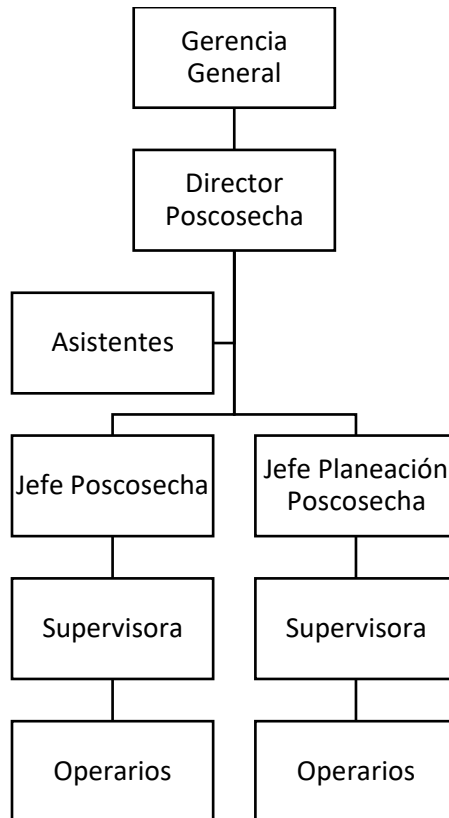 Gerencia
General
Director
Poscosecha
Asistentes
Jefe Poscosecha
Jefe Planeación
Poscosecha
Supervisora
Supervisora
Operarios
Operarios